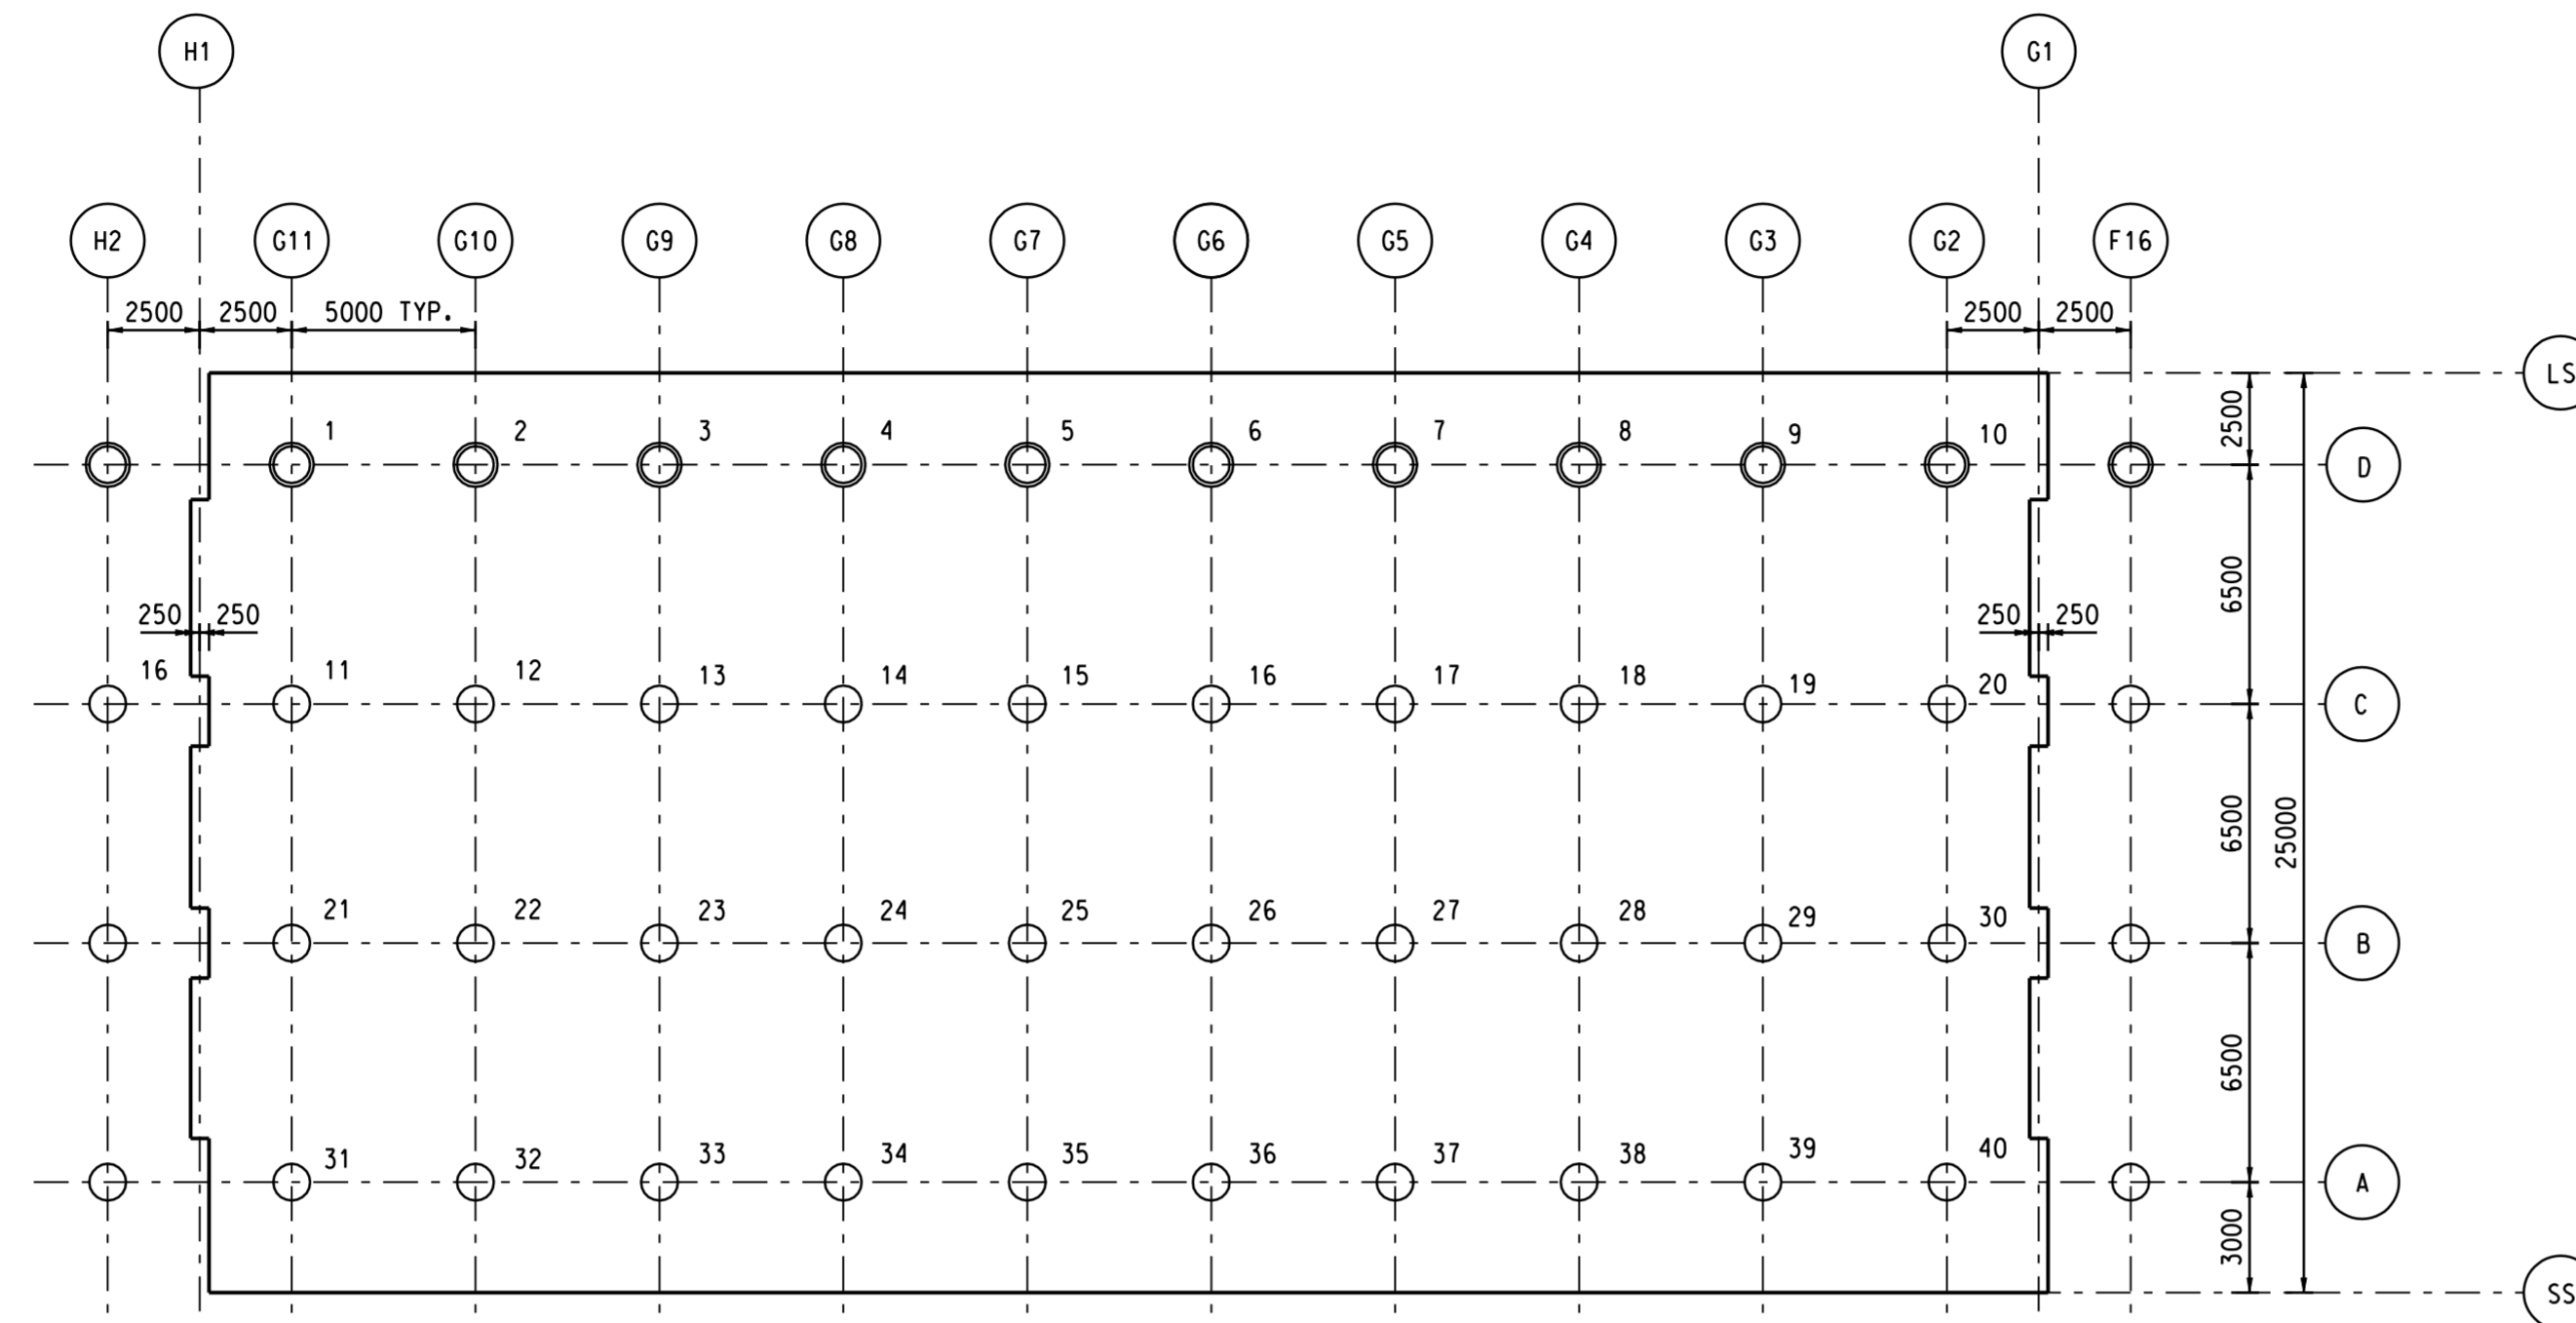 H1 G1
H2 G11 G10 G9 G8 G7 G6 G5 G4 G3 G2 F16
2500 2500 5000 TYP. 2500 2500
LS
2500
1 2 3 4 5 6 7 8 9 10
D
6500
250 250 250 250
16 11 12 13 14 15 16 17 18 19 20
C
6500
25000
21 22 23 24 25 26 27 28 29 30
B
6500
31 32 33 34 35 36 37 38 39 40
A
3000
SS